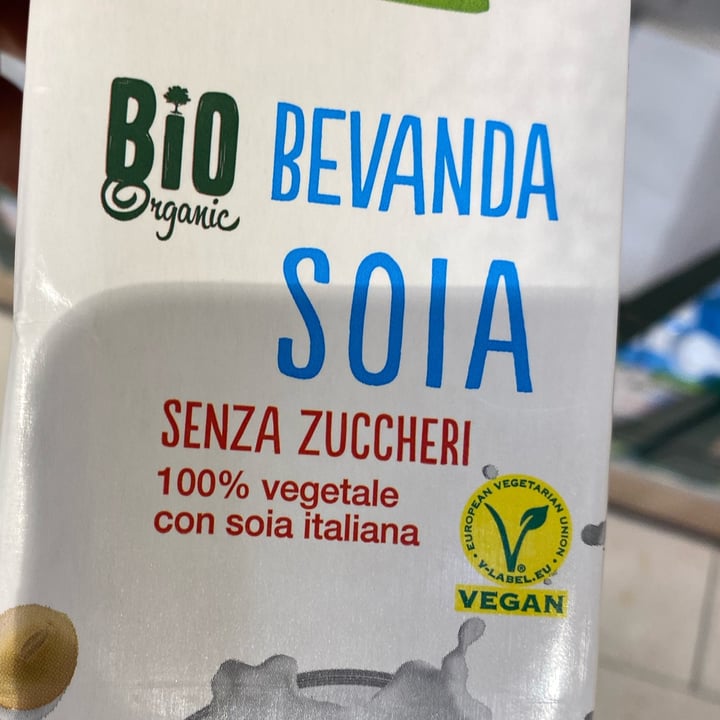 BiO
Organic
BEVANDA
SOIA
SENZA ZUCCHERI
100% vegetale
con soia italiana
EUROPEAN VEGETARIAN UNION
V-LABEL.EU
®
VEGAN